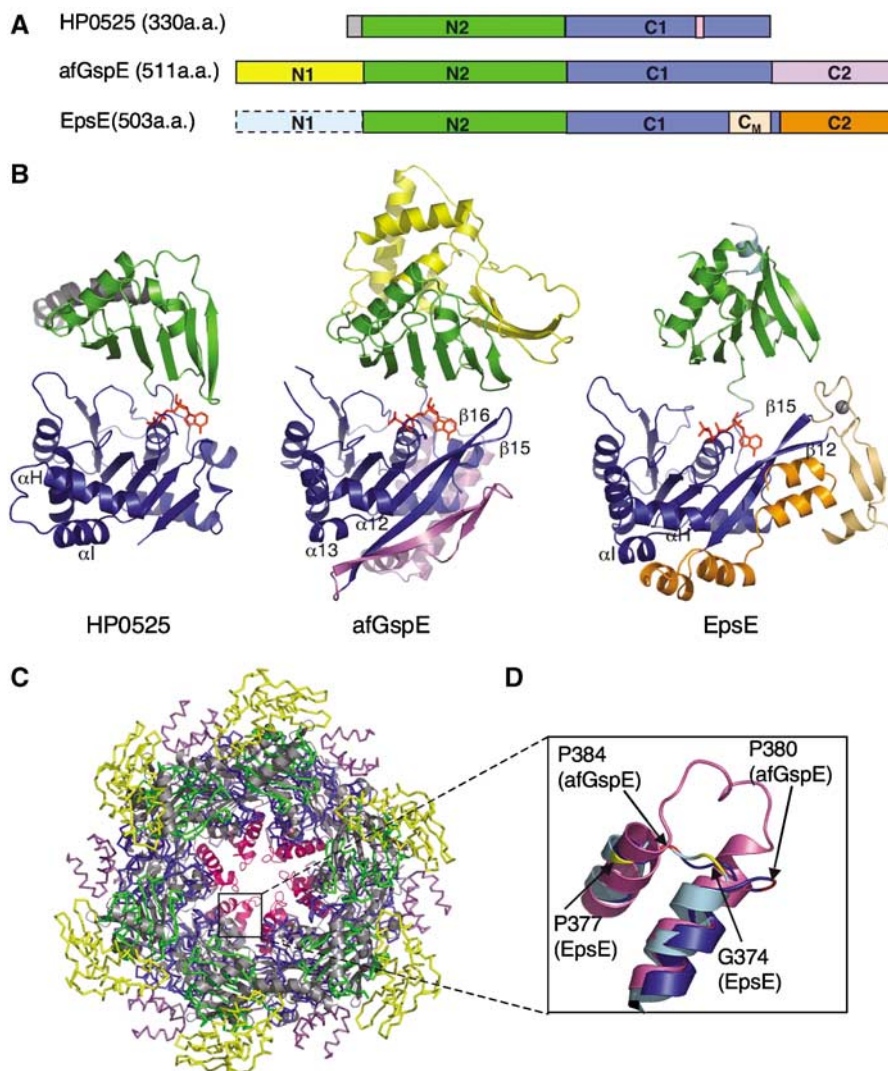 A
HP0525 (330a.a.)
N2
C1
afGspE (511a.a.)
N1
N2
C1
C2
EpsE(503a.a.)
N1
N2
C1
CM
C2
B
αH
αI
HP0525
β16
β15
α12
α13
afGspE
β15
β12
αH
αI
EpsE
C
D
P384
(afGspE)
P380
(afGspE)
P377
(EpsE)
G374
(EpsE)